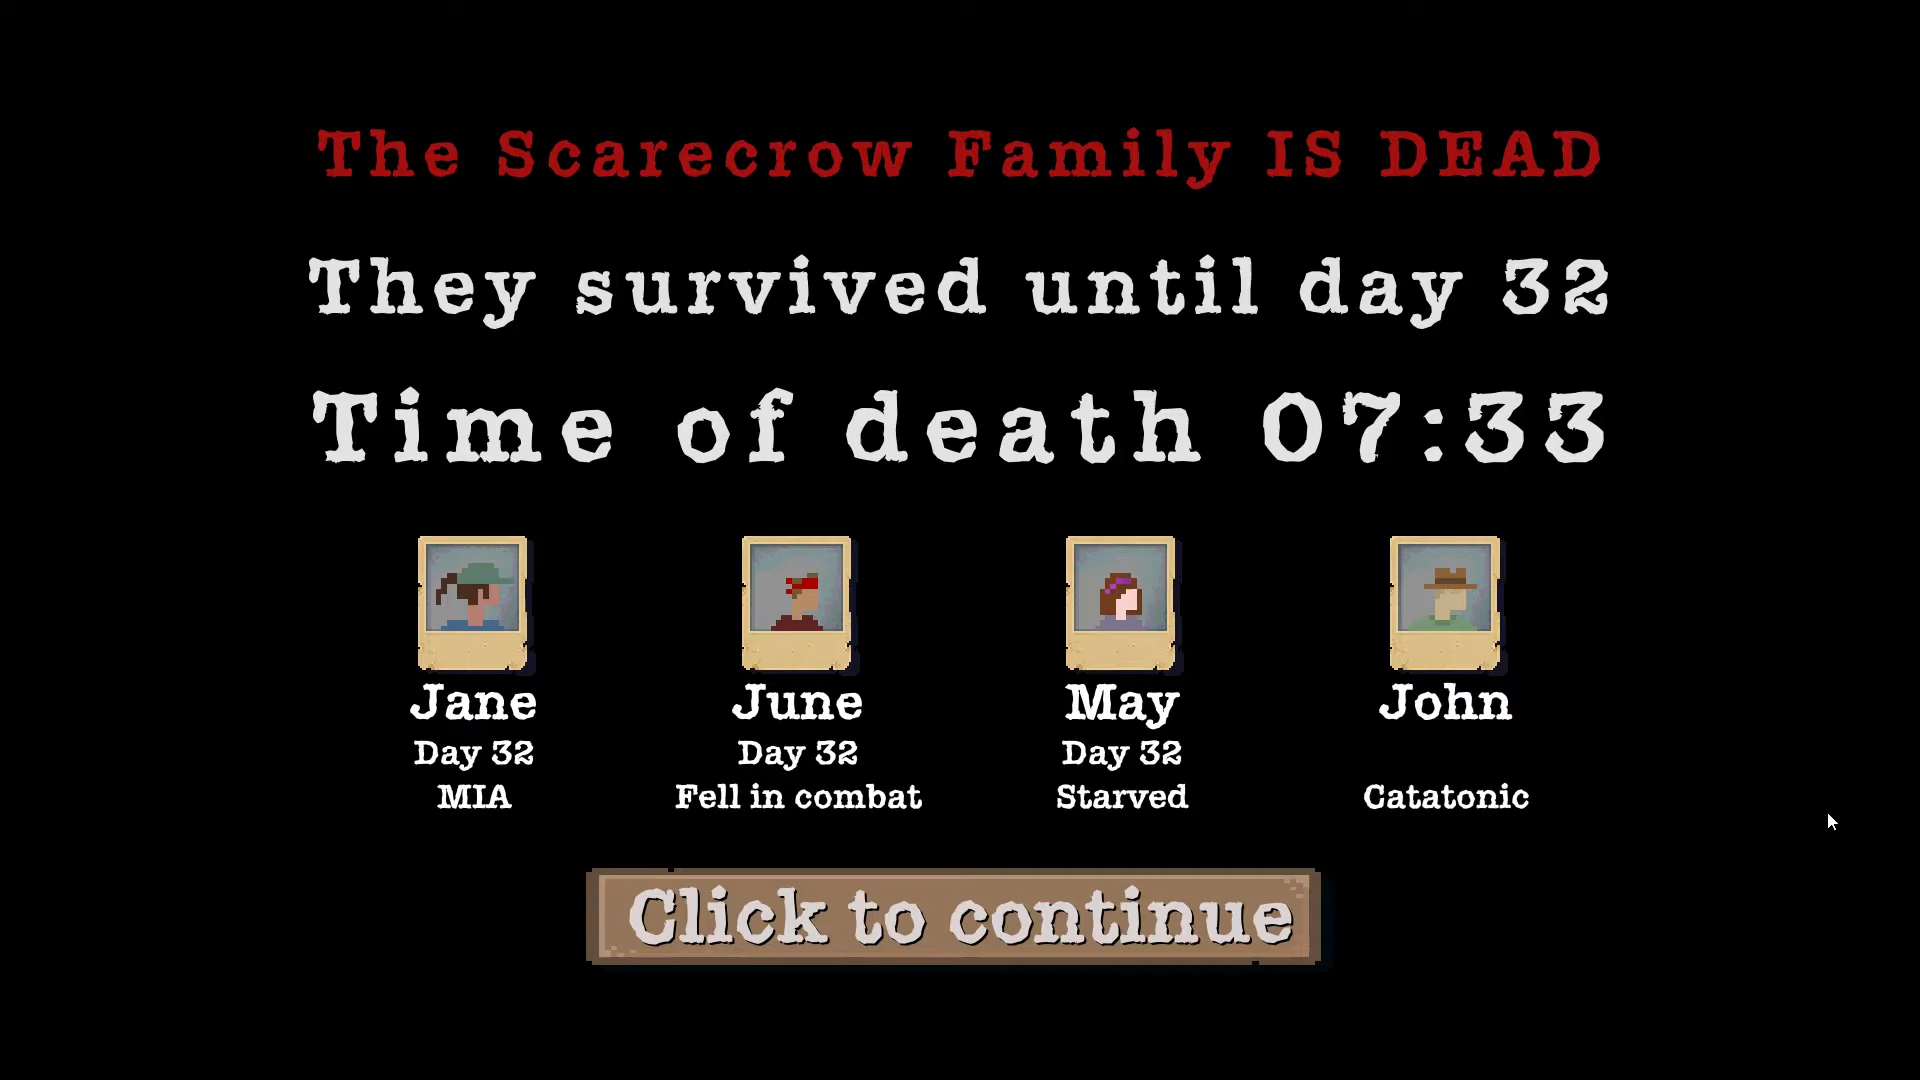 The Scarecrow Family IS DEAD
They survived until day 32
Time of death 07:33
Jane June May John
Day 32 Day 32 Day 32
MIA Fell in combat Starved Catatonic
Click to continue